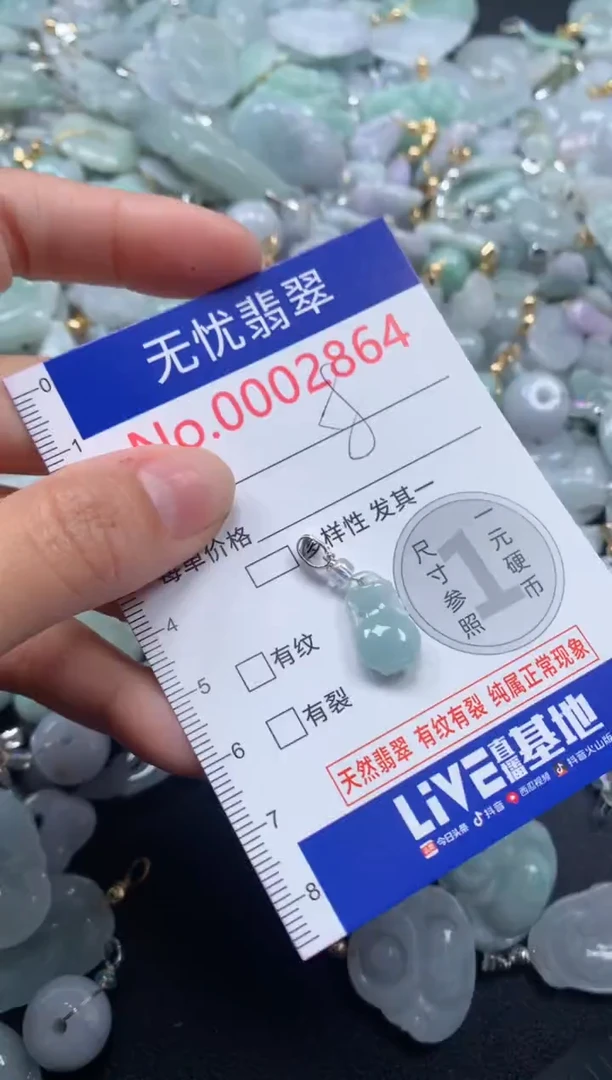 无忧翡翠
No.0002864
0
1
每单价格
多样性 发其一
尺寸参照
1
一元硬币
4
有纹
5
有裂
6
天然翡翠 有纹有裂 纯属正常现象
7
LiVE直播基地
今日头条 抖音 西瓜视频 抖音火山版
8